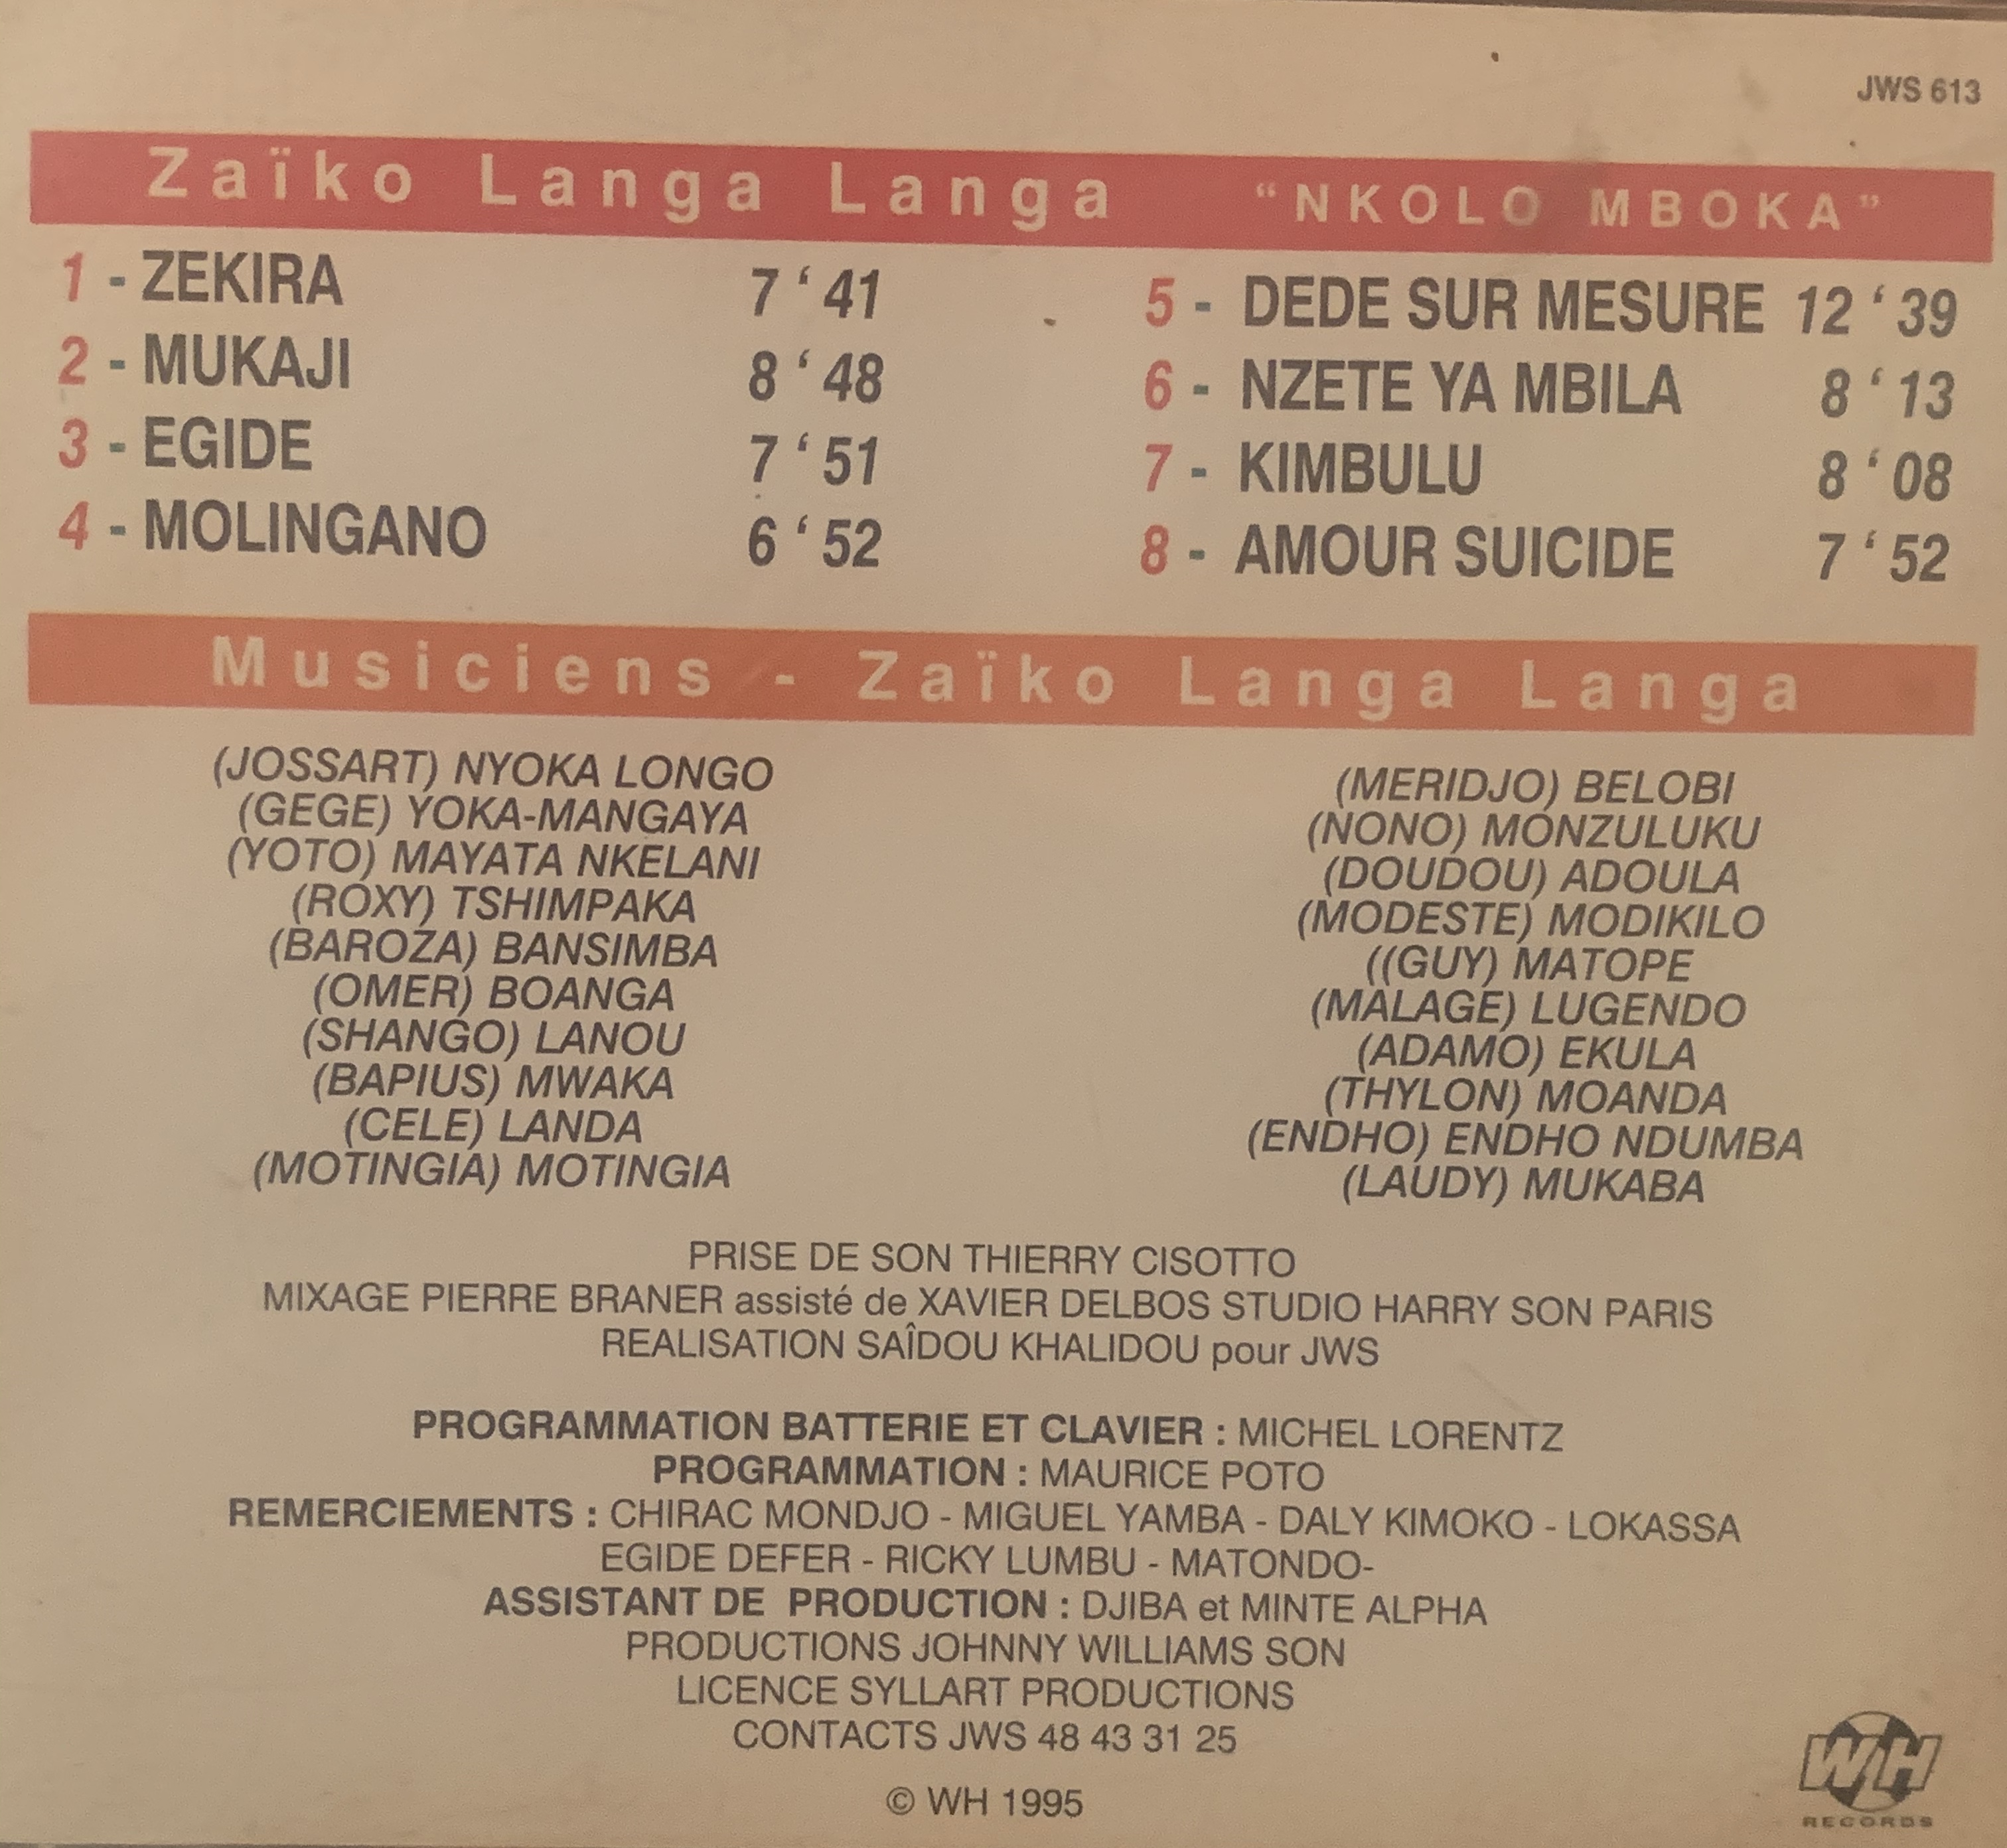 JWS 613
Zaïko Langa Langa "NKOLO MBOKA"
1 - ZEKIRA 7 ‘ 41
2 - MUKAJI 8 ‘ 48
3 - EGIDE 7 ‘ 51
4 - MOLINGANO 6 ‘ 52
5 - DEDE SUR MESURE 12 ‘ 39
6 - NZETE YA MBILA 8 ‘ 13
7 - KIMBULU 8 ‘ 08
8 - AMOUR SUICIDE 7 ‘ 52
Musiciens - Zaïko Langa Langa
(JOSSART) NYOKA LONGO
(GEGE) YOKA-MANGAYA
(YOTO) MAYATA NKELANI
(ROXY) TSHIMPAKA
(BAROZA) BANSIMBA
(OMER) BOANGA
(SHANGO) LANOU
(BAPIUS) MWAKA
(CELE) LANDA
(MOTINGIA) MOTINGIA
(MERIDJO) BELOBI
(NONO) MONZULUKU
(DOUDOU) ADOULA
(MODESTE) MODIKILO
((GUY) MATOPE
(MALAGE) LUGENDO
(ADAMO) EKULA
(THYLON) MOANDA
(ENDHO) ENDHO NDUMBA
(LAUDY) MUKABA
PRISE DE SON THIERRY CISOTTO
MIXAGE PIERRE BRANER assisté de XAVIER DELBOS STUDIO HARRY SON PARIS
REALISATION SAÎDOU KHALIDOU pour JWS
PROGRAMMATION BATTERIE ET CLAVIER : MICHEL LORENTZ
PROGRAMMATION : MAURICE POTO
REMERCIEMENTS : CHIRAC MONDJO - MIGUEL YAMBA - DALY KIMOKO - LOKASSA
EGIDE DEFER - RICKY LUMBU - MATONDO-
ASSISTANT DE PRODUCTION : DJIBA et MINTE ALPHA
PRODUCTIONS JOHNNY WILLIAMS SON
LICENCE SYLLART PRODUCTIONS
CONTACTS JWS 48 43 31 25
© WH 1995
WH
RECORDS